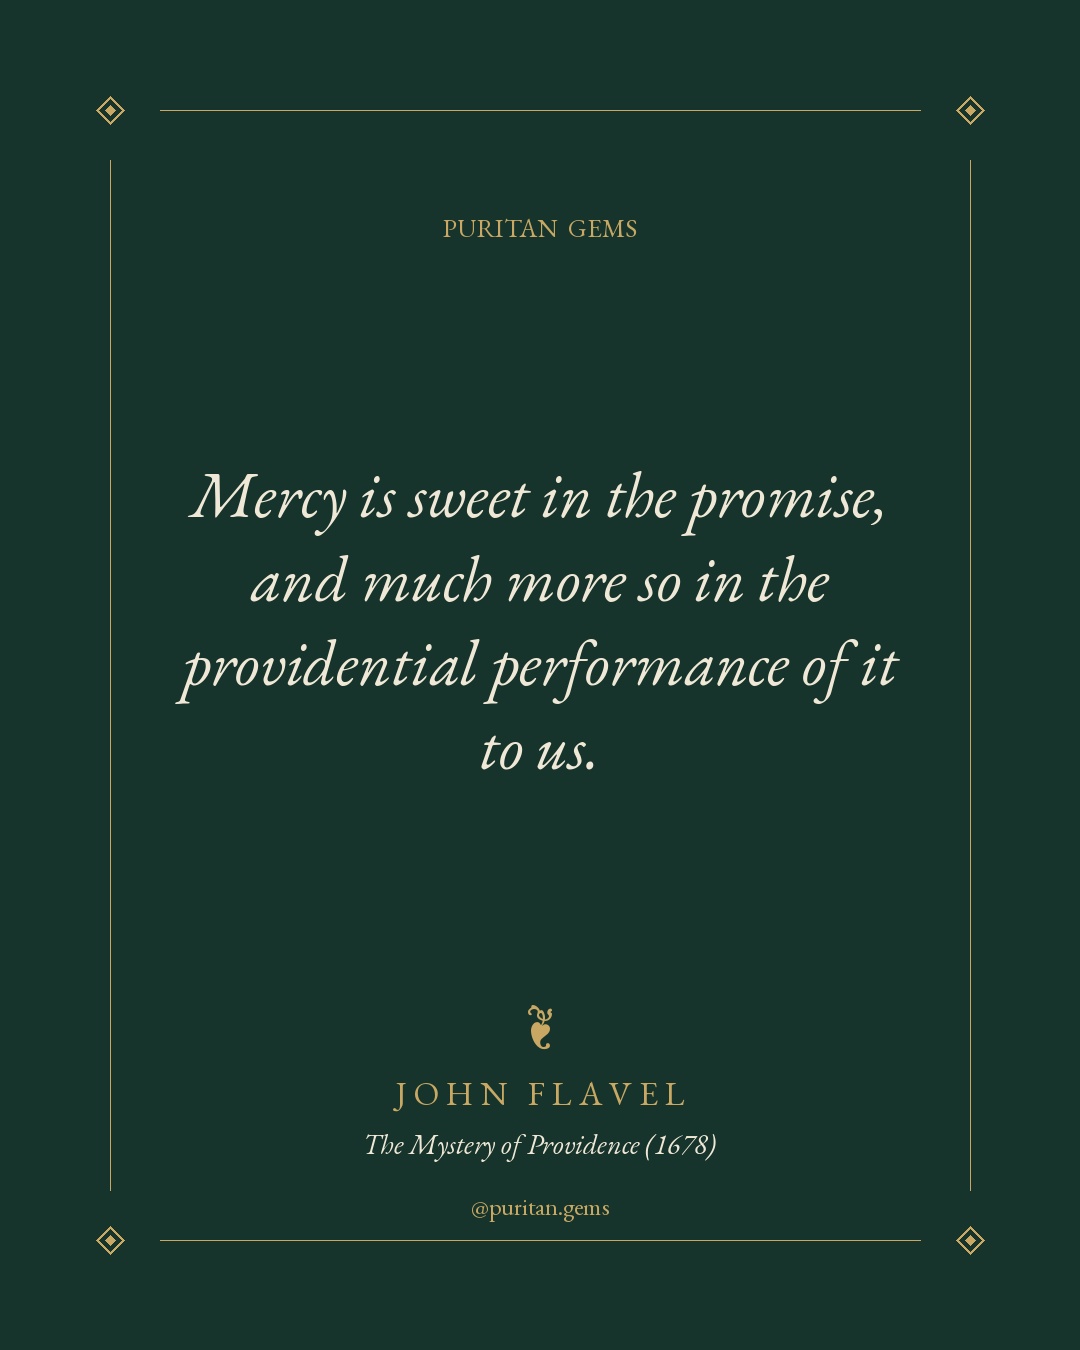 PURITAN GEMS
Mercy is sweet in the promise,
and much more so in the
providential performance of it
to us.
JOHN FLAVEL
The Mystery of Providence (1678)
@puritan.gems